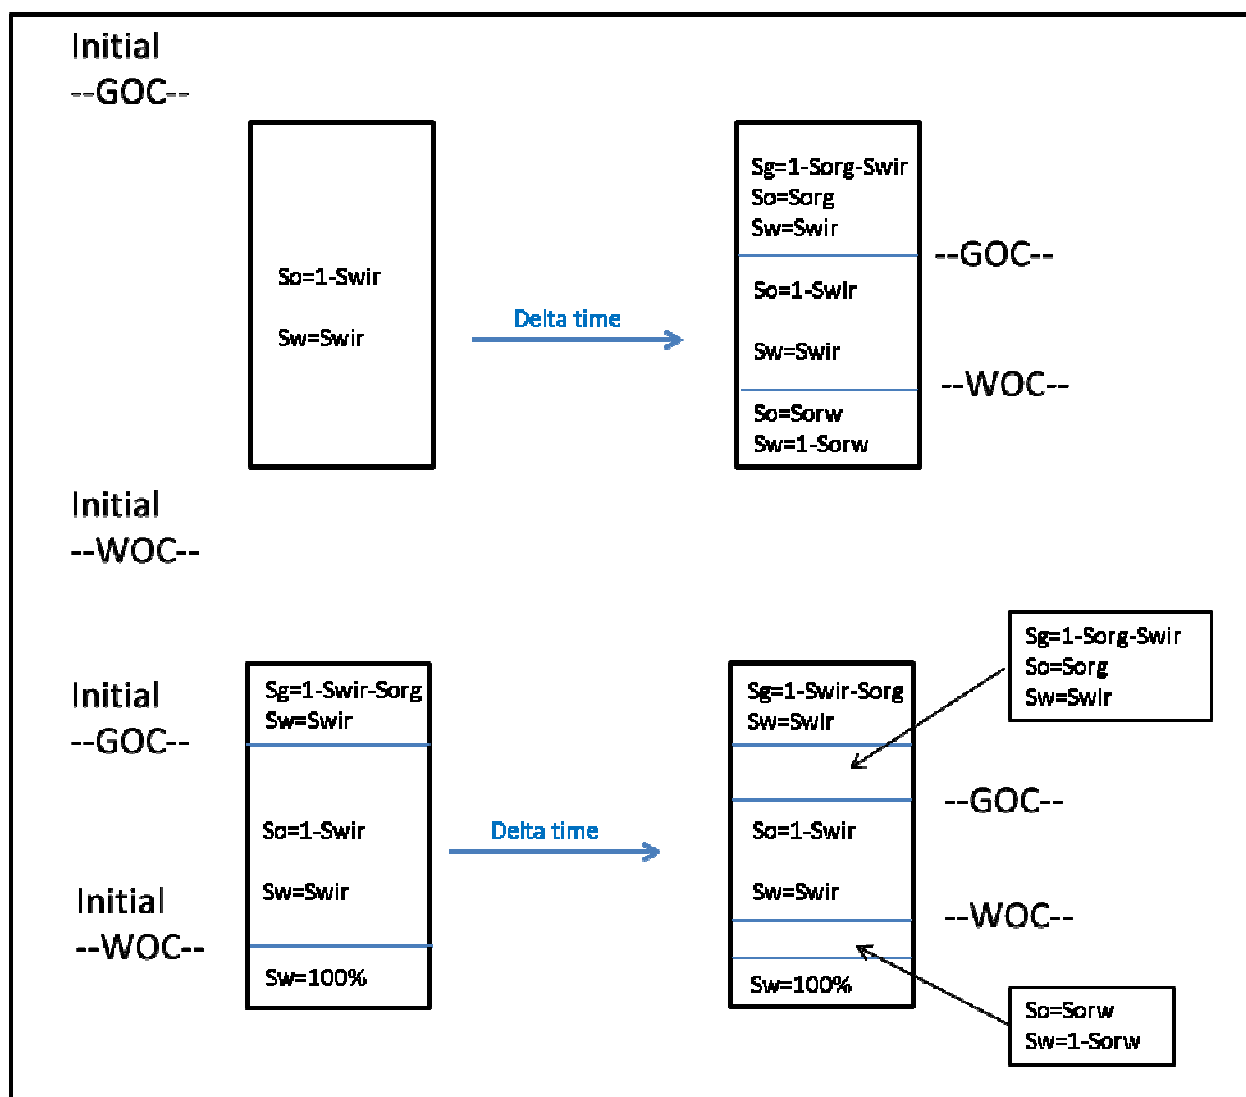 Initial
--GOC--
So=1-Swir
Sw=Swir
Initial
--WOC--
Delta time
Sg=1-Sorg-Swir
So=Sorg
Sw=Swir
--GOC--
So=1-Swir
Sw=Swir
--WOC--
So=Sorw
Sw=1-Sorw
Initial
--GOC--
Sg=1-Swir-Sorg
Sw=Swir
So=1-Swir
Sw=Swir
Initial
--WOC--
Sw=100%
Delta time
Sg=1-Swir-Sorg
Sw=Swir
Sg=1-Sorg-Swir
So=Sorg
Sw=Swir
--GOC--
So=1-Swir
Sw=Swir
--WOC--
Sw=100%
So=Sorw
Sw=1-Sorw